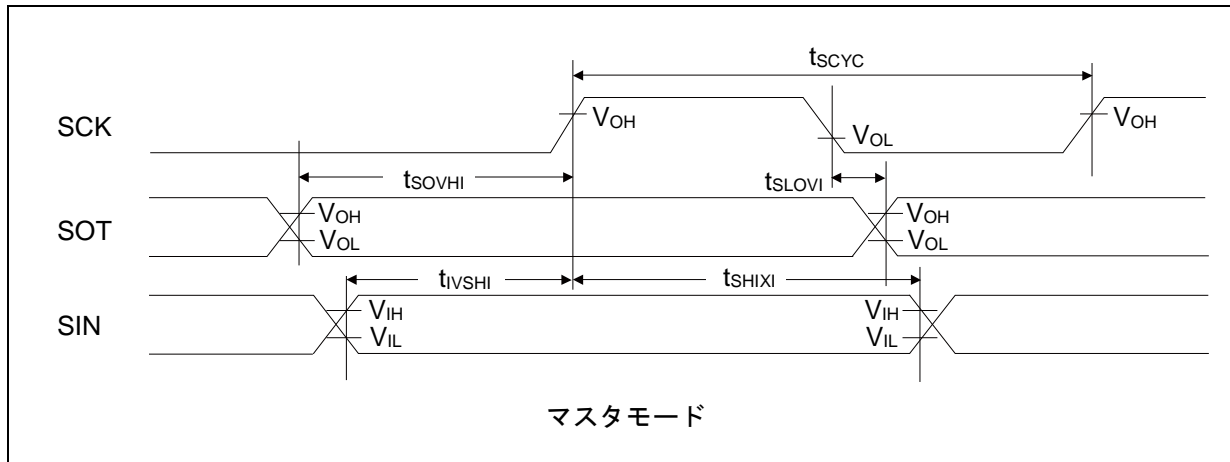 tSCYC
SCK
VOH
VOL
VOH
tSOVHI
tSLOVI
SOT
VOH
VOL
VOH
VOL
tIVSHI
tSHIXI
SIN
VIH
VIL
VIH
VIL
マスタモード